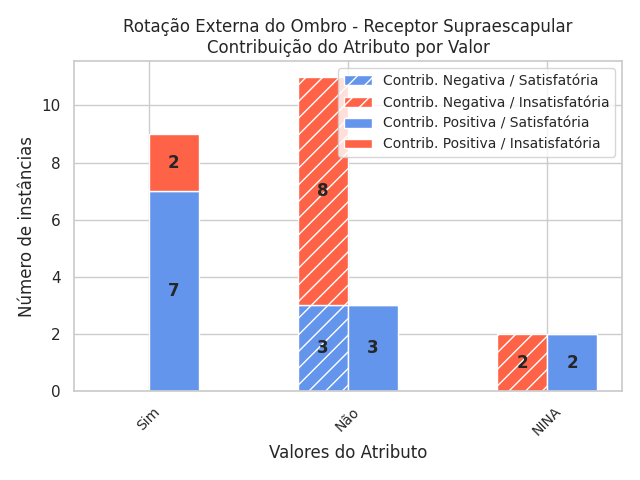 Rotação Externa do Ombro - Receptor Supraescapular
Contribuição do Atributo por Valor
Contrib. Negativa / Satisfatória
Contrib. Negativa / Insatisfatória
Contrib. Positiva / Satisfatória
Contrib. Positiva / Insatisfatória
Número de instâncias
10
8
6
4
2
0
2
7
8
3
3
2
2
Sim
Não
NINA
Valores do Atributo